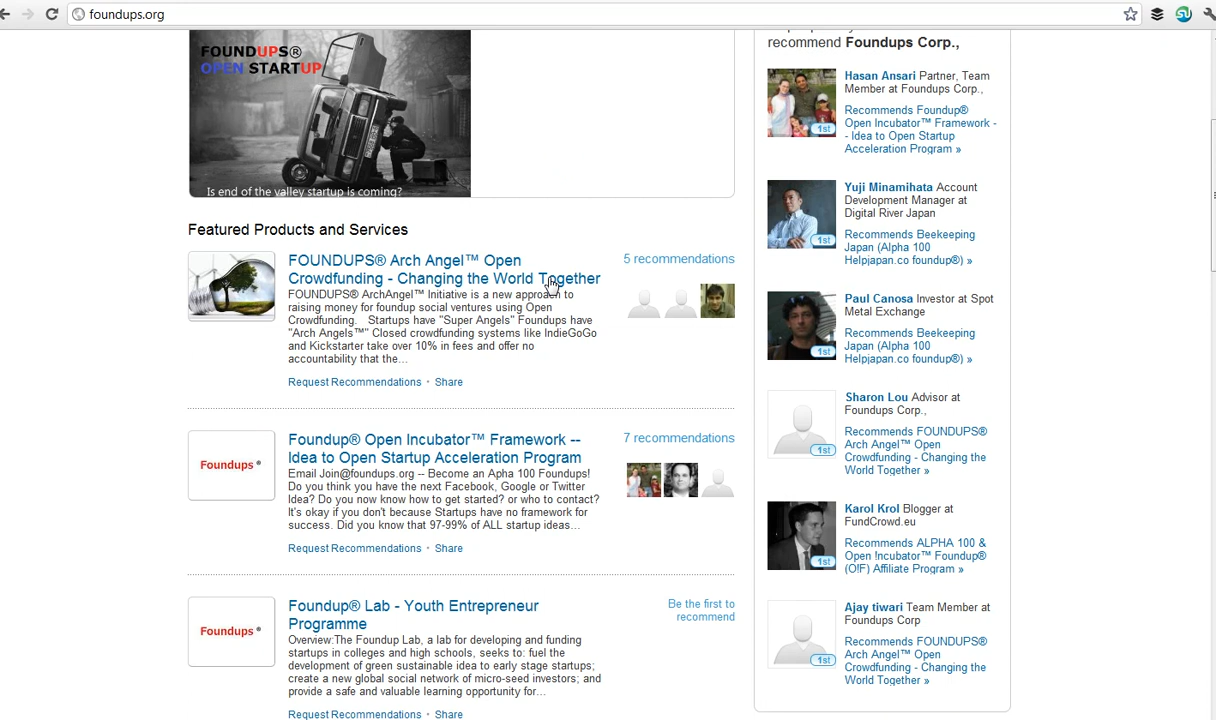 foundups.org
FOUNDUPS®
OPEN STARTUP
Is end of the valley startup is coming?
Featured Products and Services
FOUNDUPS® Arch Angel™ Open
Crowdfunding - Changing the World Together
FOUNDUPS® ArchAngel™ Initiative is a new approach to
raising money for foundup social ventures using Open
Crowdfunding. Startups have "Super Angels" Foundups have
"Arch Angels™" Closed crowdfunding systems like IndieGoGo
and Kickstarter take over 10% in fees and offer no
accountability that the...
Request Recommendations · Share
5 recommendations
Foundups ®
Foundup® Open Incubator™ Framework --
Idea to Open Startup Acceleration Program
Email Join@foundups.org -- Become an Apha 100 Foundups!
Do you think you have the next Facebook, Google or Twitter
Idea? Do you now know how to get started? or who to contact?
It's okay if you don't because Startups have no framework for
success. Did you know that 97-99% of ALL startup ideas...
Request Recommendations · Share
7 recommendations
Foundups ®
Foundup® Lab - Youth Entrepreneur
Programme
Overview:The Foundup Lab, a lab for developing and funding
startups in colleges and high schools, seeks to: fuel the
development of green sustainable idea to early stage startups;
create a new global social network of micro-seed investors; and
provide a safe and valuable learning opportunity for...
Request Recommendations · Share
Be the first to
recommend
recommend Foundups Corp.,
Hasan Ansari Partner, Team
Member at Foundups Corp.,
Recommends Foundup®
Open Incubator™ Framework -
- Idea to Open Startup
Acceleration Program »
1st
Yuji Minamihata Account
Development Manager at
Digital River Japan
Recommends Beekeeping
Japan (Alpha 100
Helpjapan.co foundup®) »
1st
Paul Canosa Investor at Spot
Metal Exchange
Recommends Beekeeping
Japan (Alpha 100
Helpjapan.co foundup®) »
1st
Sharon Lou Advisor at
Foundups Corp.,
Recommends FOUNDUPS®
Arch Angel™ Open
Crowdfunding - Changing the
World Together »
1st
Karol Krol Blogger at
FundCrowd.eu
Recommends ALPHA 100 &
Open !ncubator™ Foundup®
(O!F) Affiliate Program »
1st
Ajay tiwari Team Member at
Foundups Corp
Recommends FOUNDUPS®
Arch Angel™ Open
Crowdfunding - Changing the
World Together »
1st